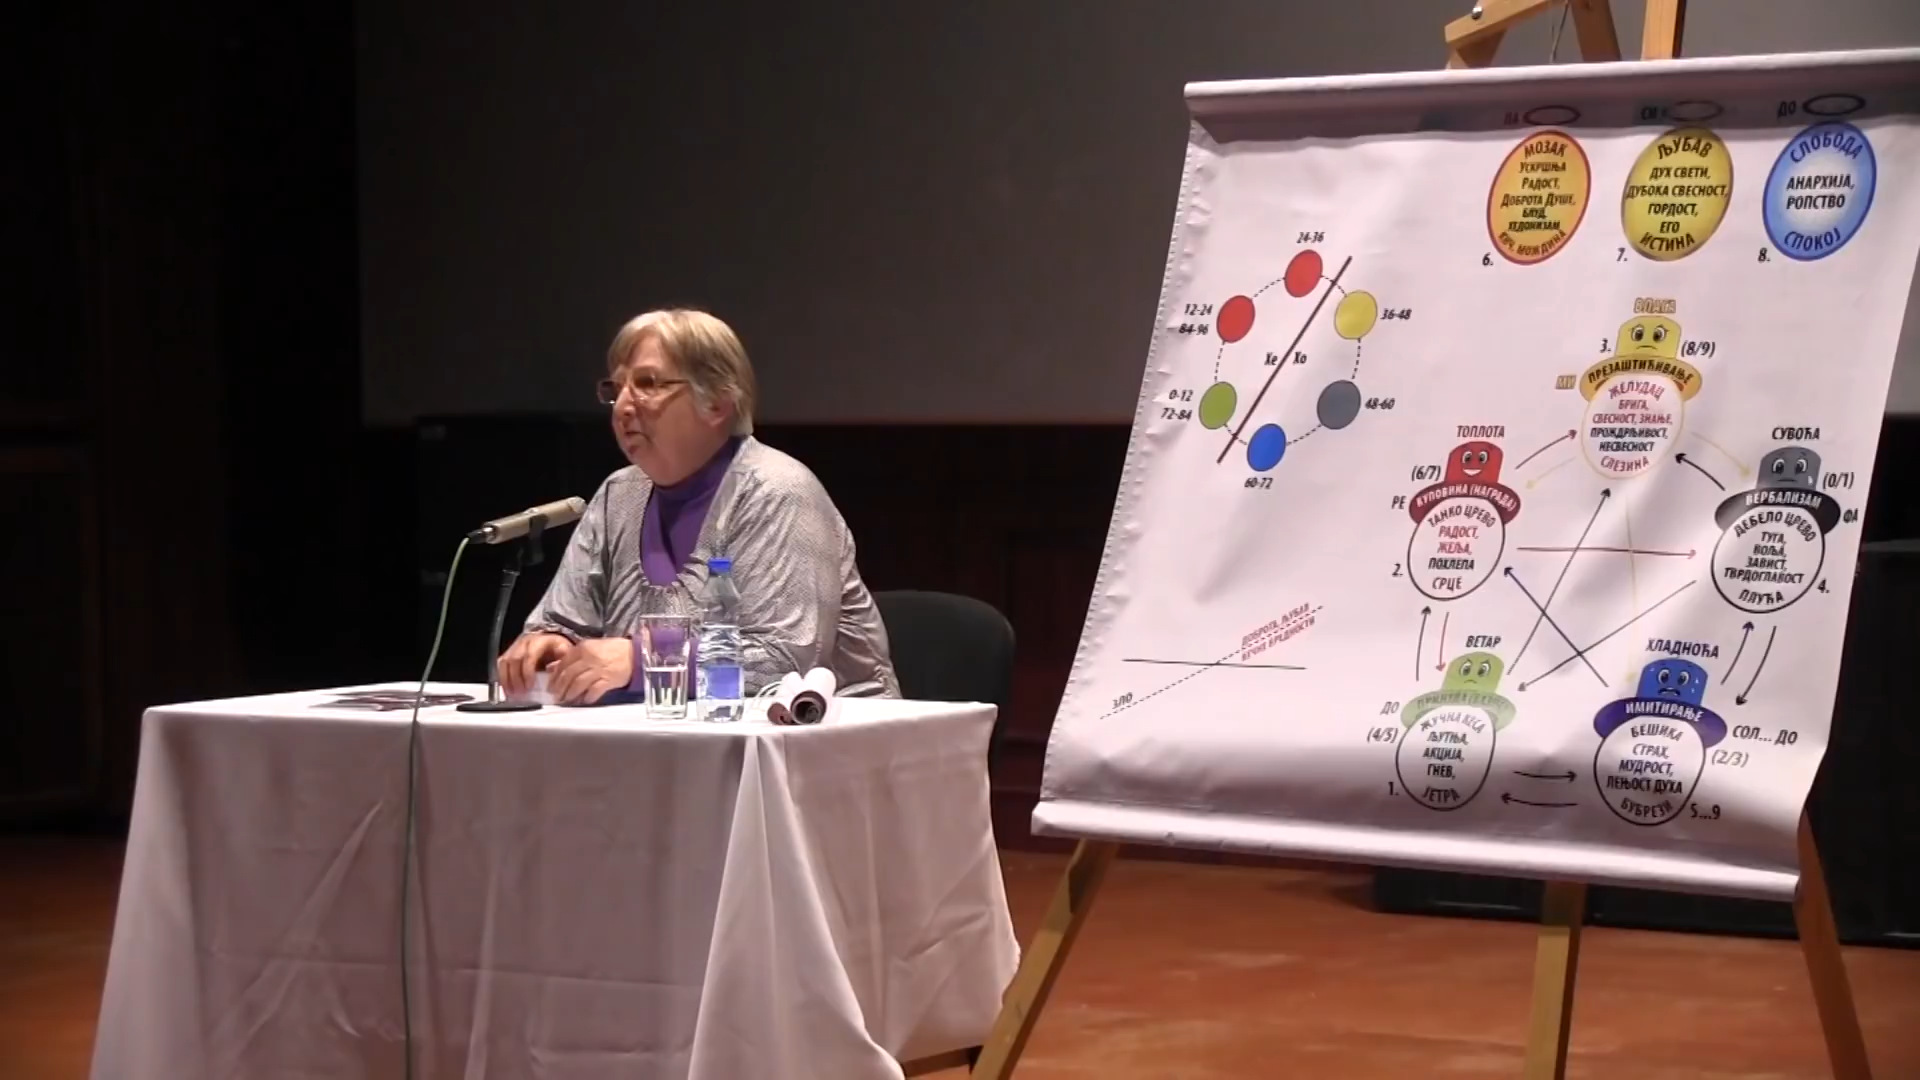 ЛА
СИ
ДО
МОЗАК
УСКРШЊА
РАДОСТ,
ДОБРОТА ДУШЕ,
БЛУД,
ХЕДОНИЗАМ
КИЧ. МОЖДИНА
6.
ЉУБАВ
ДУХ СВЕТИ,
ДУБОКА СВЕСНОСТ,
ГОРДОСТ,
ЕГО
ИСТИНА
7.
СЛОБОДА
АНАРХИЈА,
РОПСТВО
СПОКОЈ
8.
24-36
12-24
84-96
36-48
Хе
Хо
0-12
72-84
48-60
60-72
ВЛАГА
3.
(8/9)
МИ
ПРЕЗАШТИЋИВАЊЕ
ЖЕЛУДАЦ
БРИГА,
СВЕСНОСТ, ЗНАЊЕ,
ПРОЖДРЉИВОСТ,
НЕСВЕСНОСТ
СЛЕЗИНА
ТОПЛОТА
(6/7)
РЕ
КУПОВИНА (НАГРАДА)
ТАНКО ЦРЕВО
РАДОСТ,
ЖЕЉА,
ПОХЛЕПА
СРЦЕ
2.
СУВОЋА
(0/1)
ВЕРБАЛИЗАМ
ФА
ДЕБЕЛО ЦРЕВО
ТУГА,
ВОЉА,
ЗАВИСТ,
ТВРДОГЛАВОСТ
ПЛУЋА
4.
ДОБРОТА, ЉУБАВ
ВЕЧНЕ ВРЕДНОСТИ
ЗЛО
ВЕТАР
ДО
(4/5)
ЖУЧНА КЕСА
ЉУТЊА,
АКЦИЈА,
ГНЕВ,
ЈЕТРА
1.
ХЛАДНОЋА
ИМИТИРАЊЕ
СОЛ... ДО
(2/3)
БЕШИКА
СТРАХ,
МУДРОСТ,
ЛЕЊОСТ ДУХА
БУБРЕЗИ
5...9